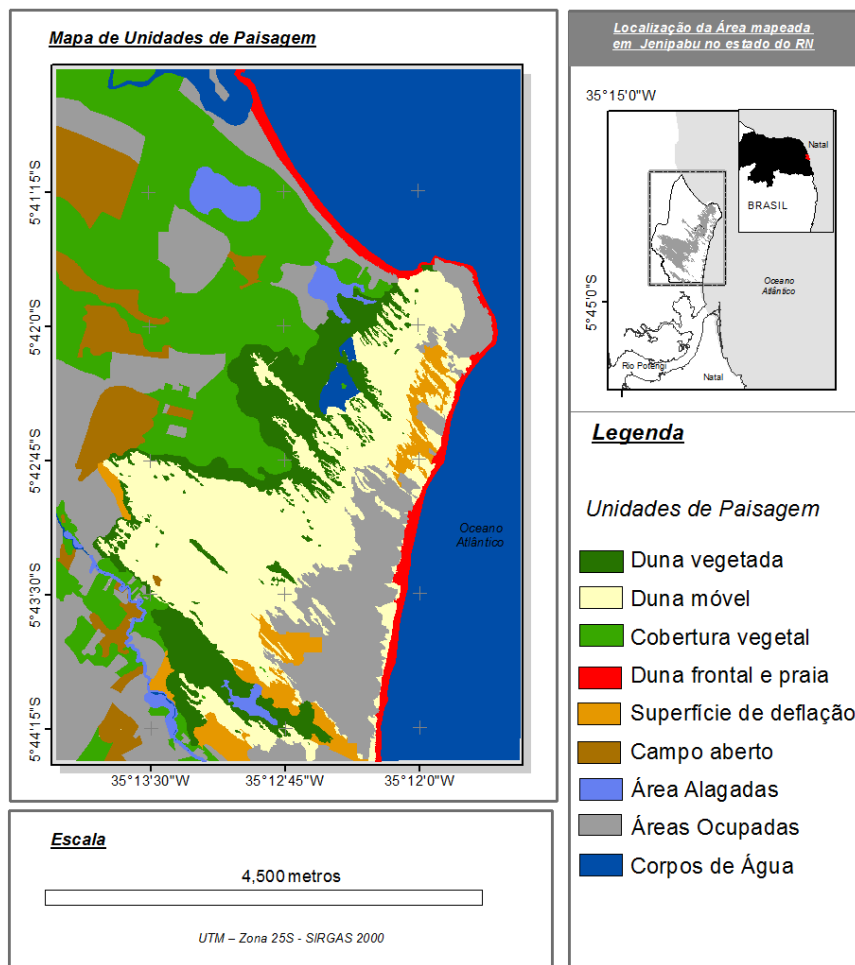 Mapa de Unidades de Paisagem
5°41'15"S
5°42'0"S
5°42'45"S
5°43'30"S
5°44'15"S
35°13'30"W
35°12'45"W
35°12'0"W
Oceano
Atlântico
Escala
4,500 metros
UTM – Zona 25S - SIRGAS 2000
Localização da Área mapeada
em Jenipabu no estado do RN
35°15'0"W
5°45'0"S
Natal
BRASIL
Oceano
Atlântico
Rio Potengi
Natal
Legenda
Unidades de Paisagem
Duna vegetada
Duna móvel
Cobertura vegetal
Duna frontal e praia
Superfície de deflação
Campo aberto
Área Alagadas
Áreas Ocupadas
Corpos de Água